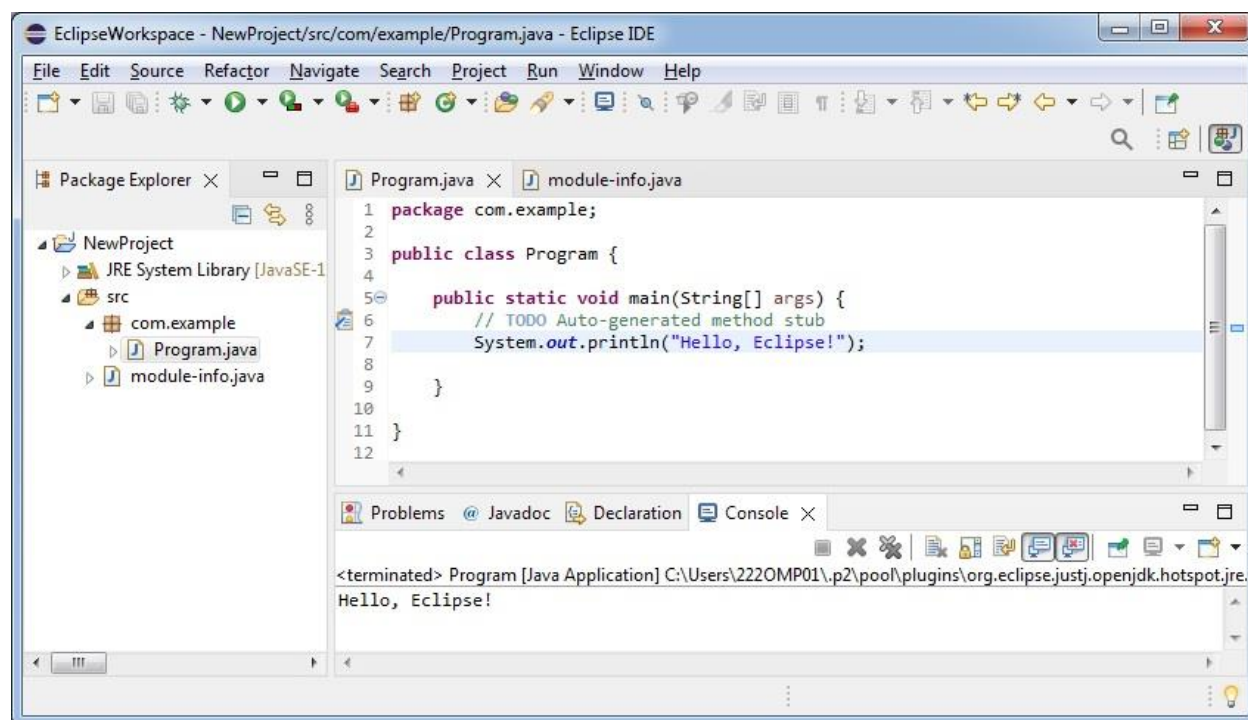 EclipseWorkspace - NewProject/src/com/example/Program.java - Eclipse IDE
File Edit Source Refactor Navigate Search Project Run Window Help
Package Explorer
NewProject
JRE System Library [JavaSE-1
src
com.example
Program.java
module-info.java
Program.java module-info.java
1 package com.example;
2
3 public class Program {
4
5 public static void main(String[] args) {
6 // TODO Auto-generated method stub
7 System.out.println("Hello, Eclipse!");
8
9 }
10
11 }
12
Problems @ Javadoc Declaration Console
<terminated> Program [Java Application] C:\Users\222OMP01\.p2\pool\plugins\org.eclipse.justj.openjdk.hotspot.jre.
Hello, Eclipse!